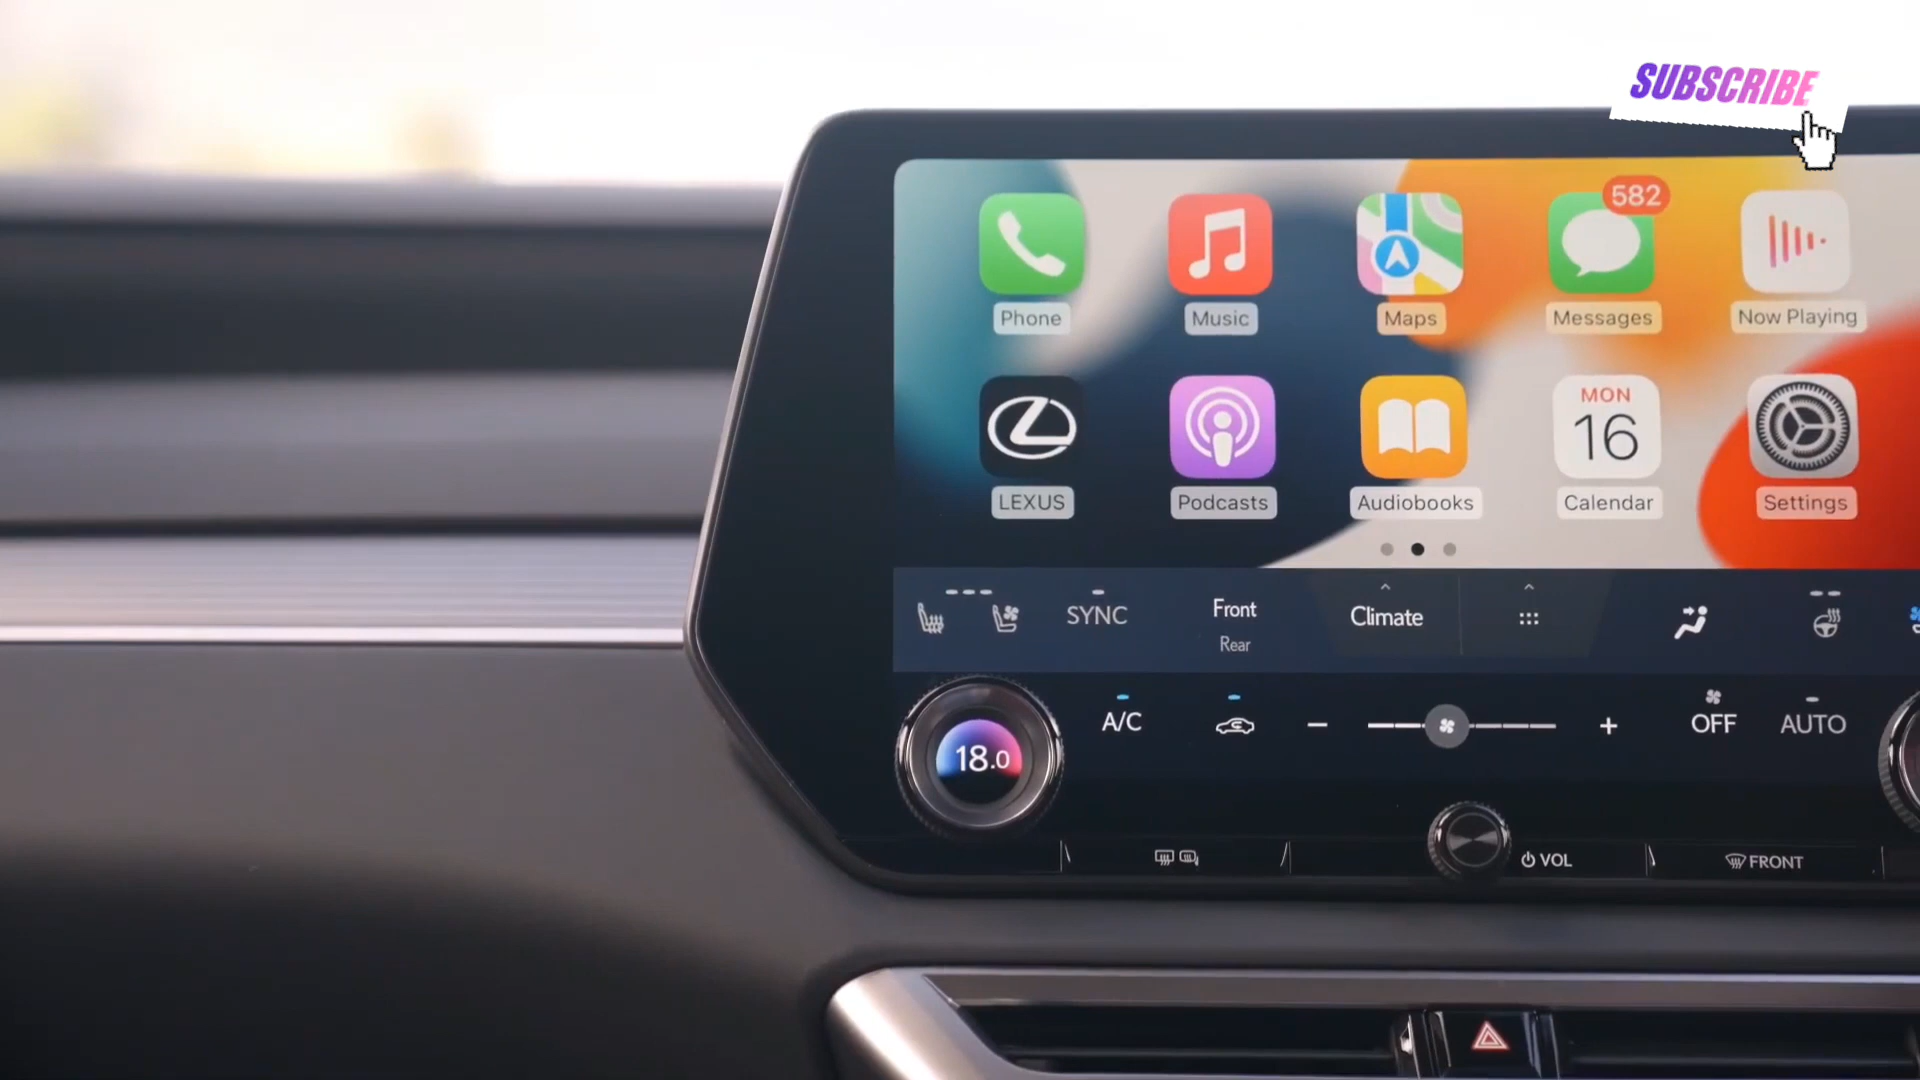 SUBSCRIBE
582
Phone
Music
Maps
Messages
Now Playing
MON
16
LEXUS
Podcasts
Audiobooks
Calendar
Settings
SYNC
Front
Rear
Climate
18.0
A/C
OFF
AUTO
VOL
FRONT